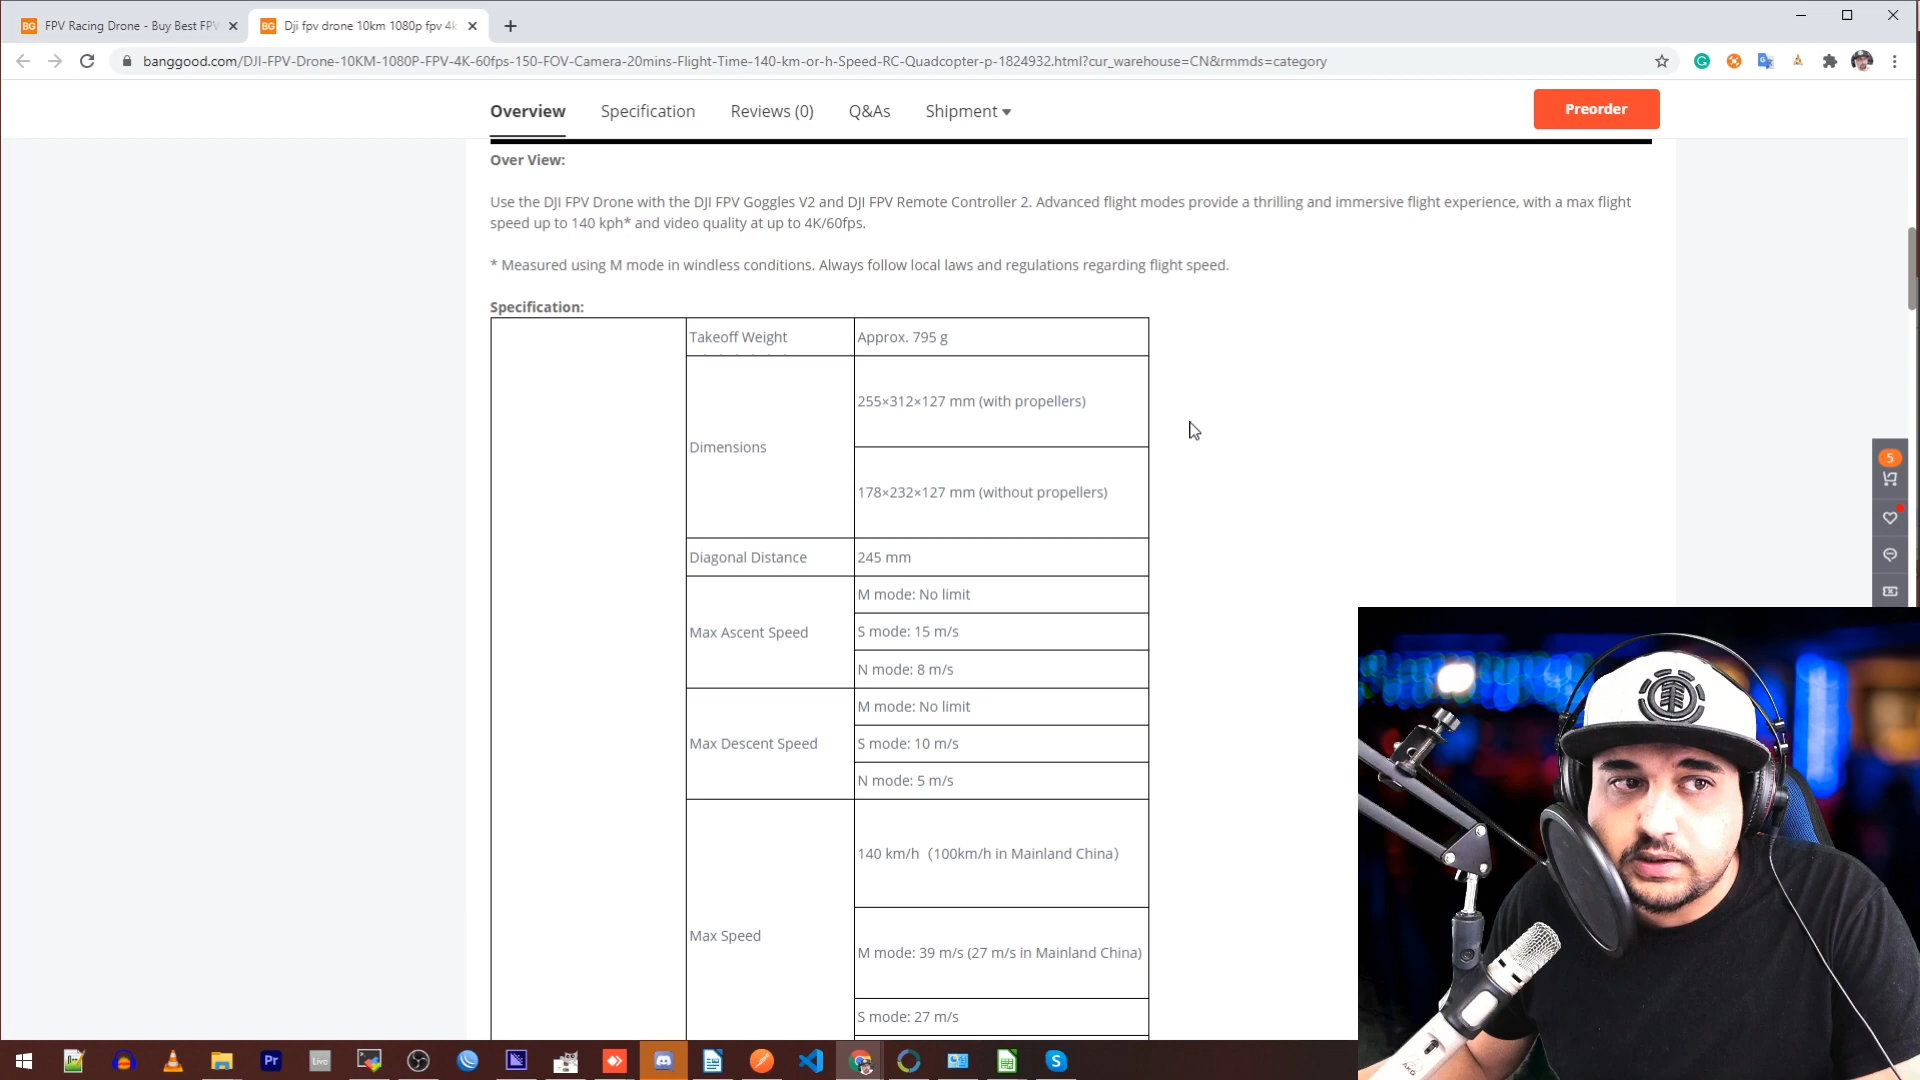 BG FPV Racing Drone - Buy Best FPV
BG Dji fpv drone 10km 1080p fpv 4k
banggood.com/DJI-FPV-Drone-10KM-1080P-FPV-4K-60fps-150-FOV-Camera-20mins-Flight-Time-140-km-or-h-Speed-RC-Quadcopter-p-1824932.html?cur_warehouse=CN&rmmds=category
Overview Specification Reviews (0) Q&As Shipment Preorder
Over View:
Use the DJI FPV Drone with the DJI FPV Goggles V2 and DJI FPV Remote Controller 2. Advanced flight modes provide a thrilling and immersive flight experience, with a max flight
speed up to 140 kph* and video quality at up to 4K/60fps.
* Measured using M mode in windless conditions. Always follow local laws and regulations regarding flight speed.
Specification:
Takeoff Weight Approx. 795 g
Dimensions
255×312×127 mm (with propellers)
178×232×127 mm (without propellers)
Diagonal Distance 245 mm
Max Ascent Speed
M mode: No limit
S mode: 15 m/s
N mode: 8 m/s
Max Descent Speed
M mode: No limit
S mode: 10 m/s
N mode: 5 m/s
Max Speed
140 km/h（100km/h in Mainland China）
M mode: 39 m/s (27 m/s in Mainland China)
S mode: 27 m/s
5
Pr
Live
S
AKG